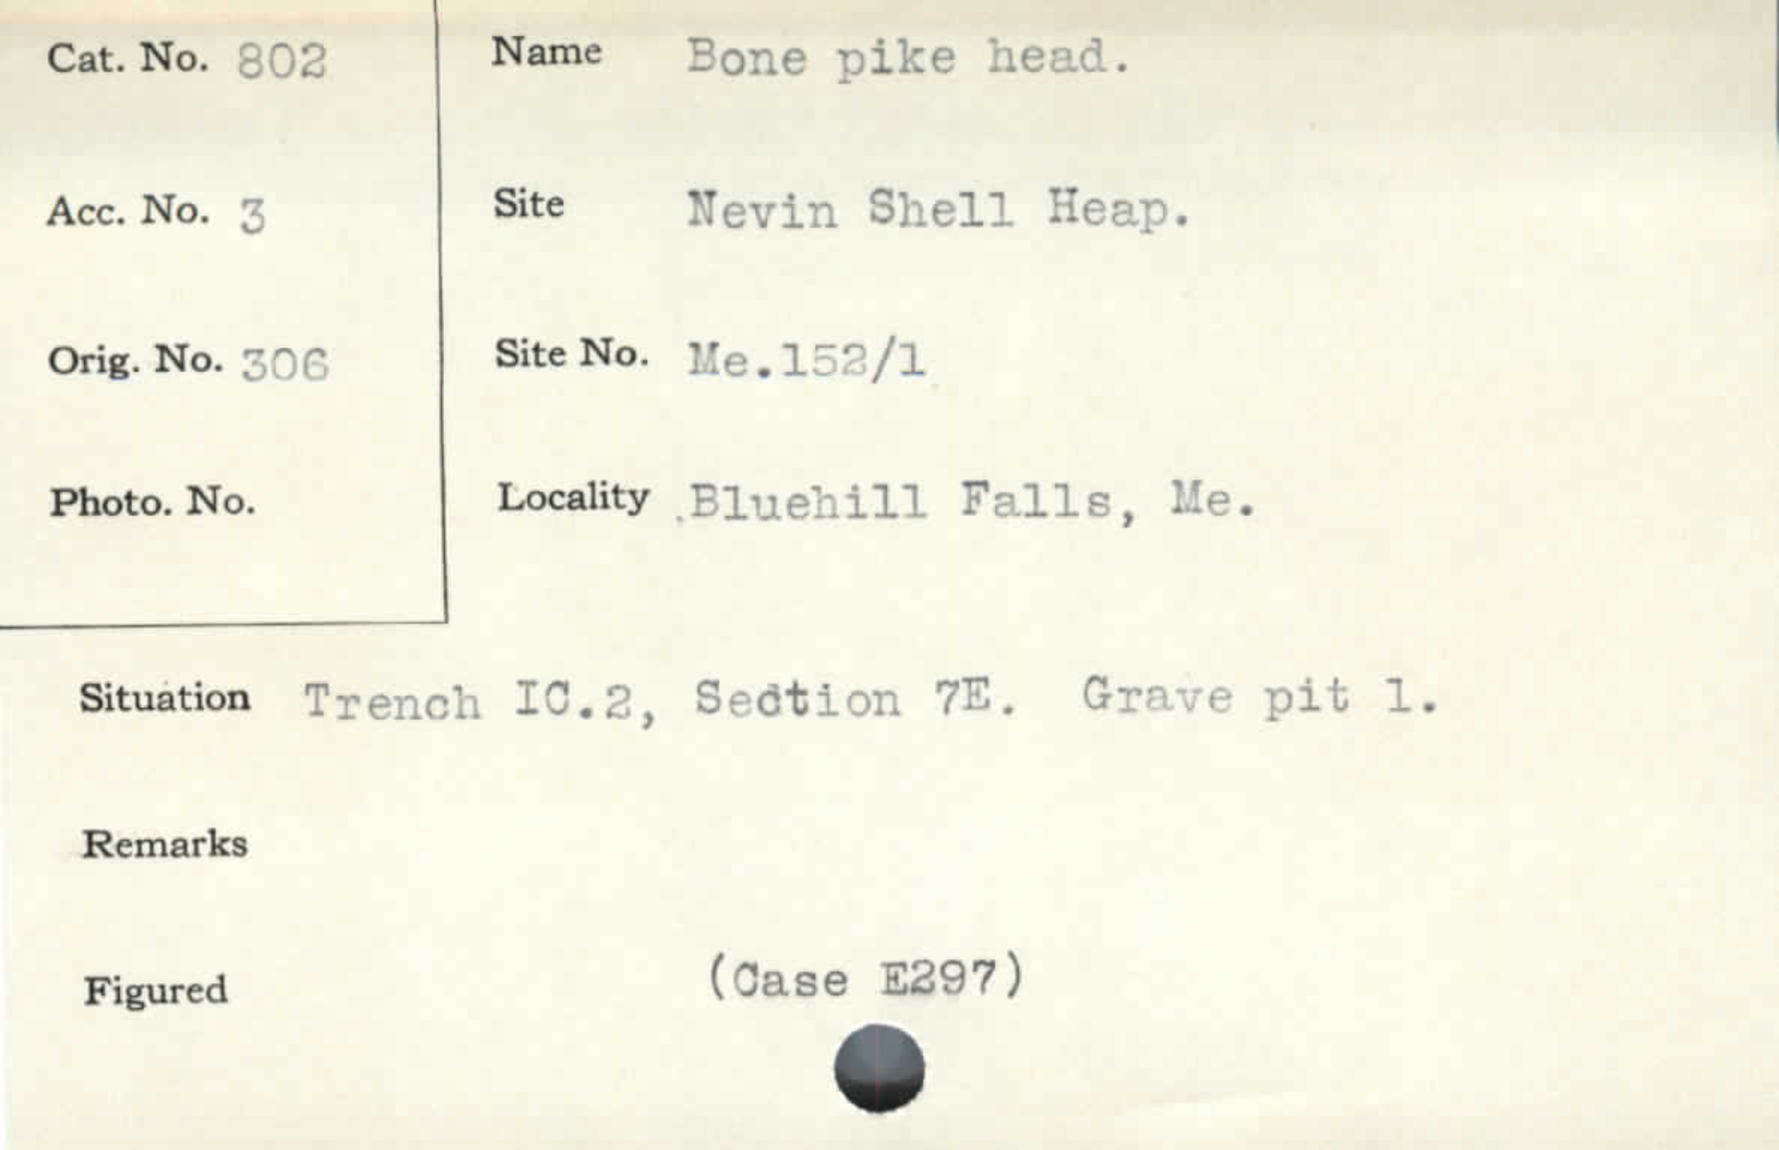 Cat. No. 802
Name Bone pike head.
Acc. No. 3
Site Nevin Shell Heap.
Orig. No. 306
Site No. Me.152/1
Photo. No.
Locality Bluehill Falls, Me.
Situation Trench IC.2, Sedtion 7E. Grave pit 1.
Remarks
Figured
(Case E297)